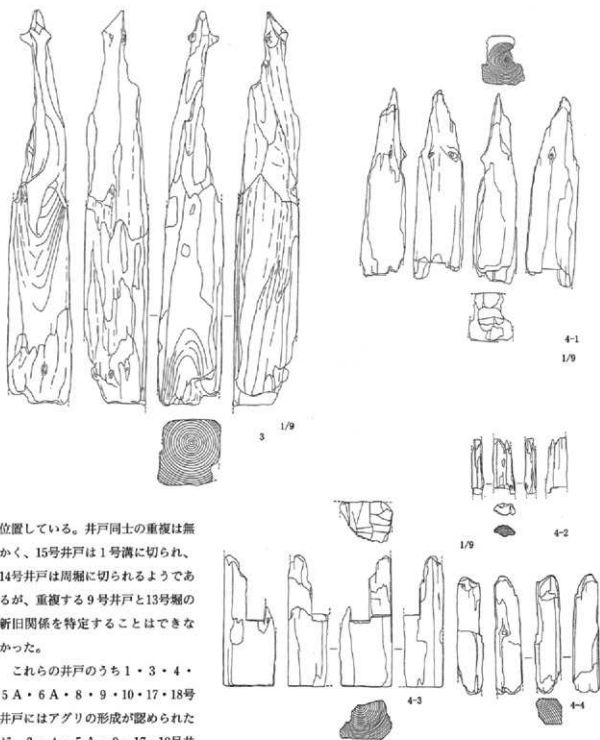 1/9
3
4-1
1/9
1/9
4-2
4-3
4-4
位置している。井戸同士の重複は無
かく、15号井戸は1号溝に切られ、
14号井戸は周堀に切られるようであ
るが、重複する9号井戸と13号堀の
新旧関係を特定することはできな
かった。
これらの井戸のうち1・3・4・
5A・6A・8・9・10・17・18号
井戸にはアグリの形成が認められた